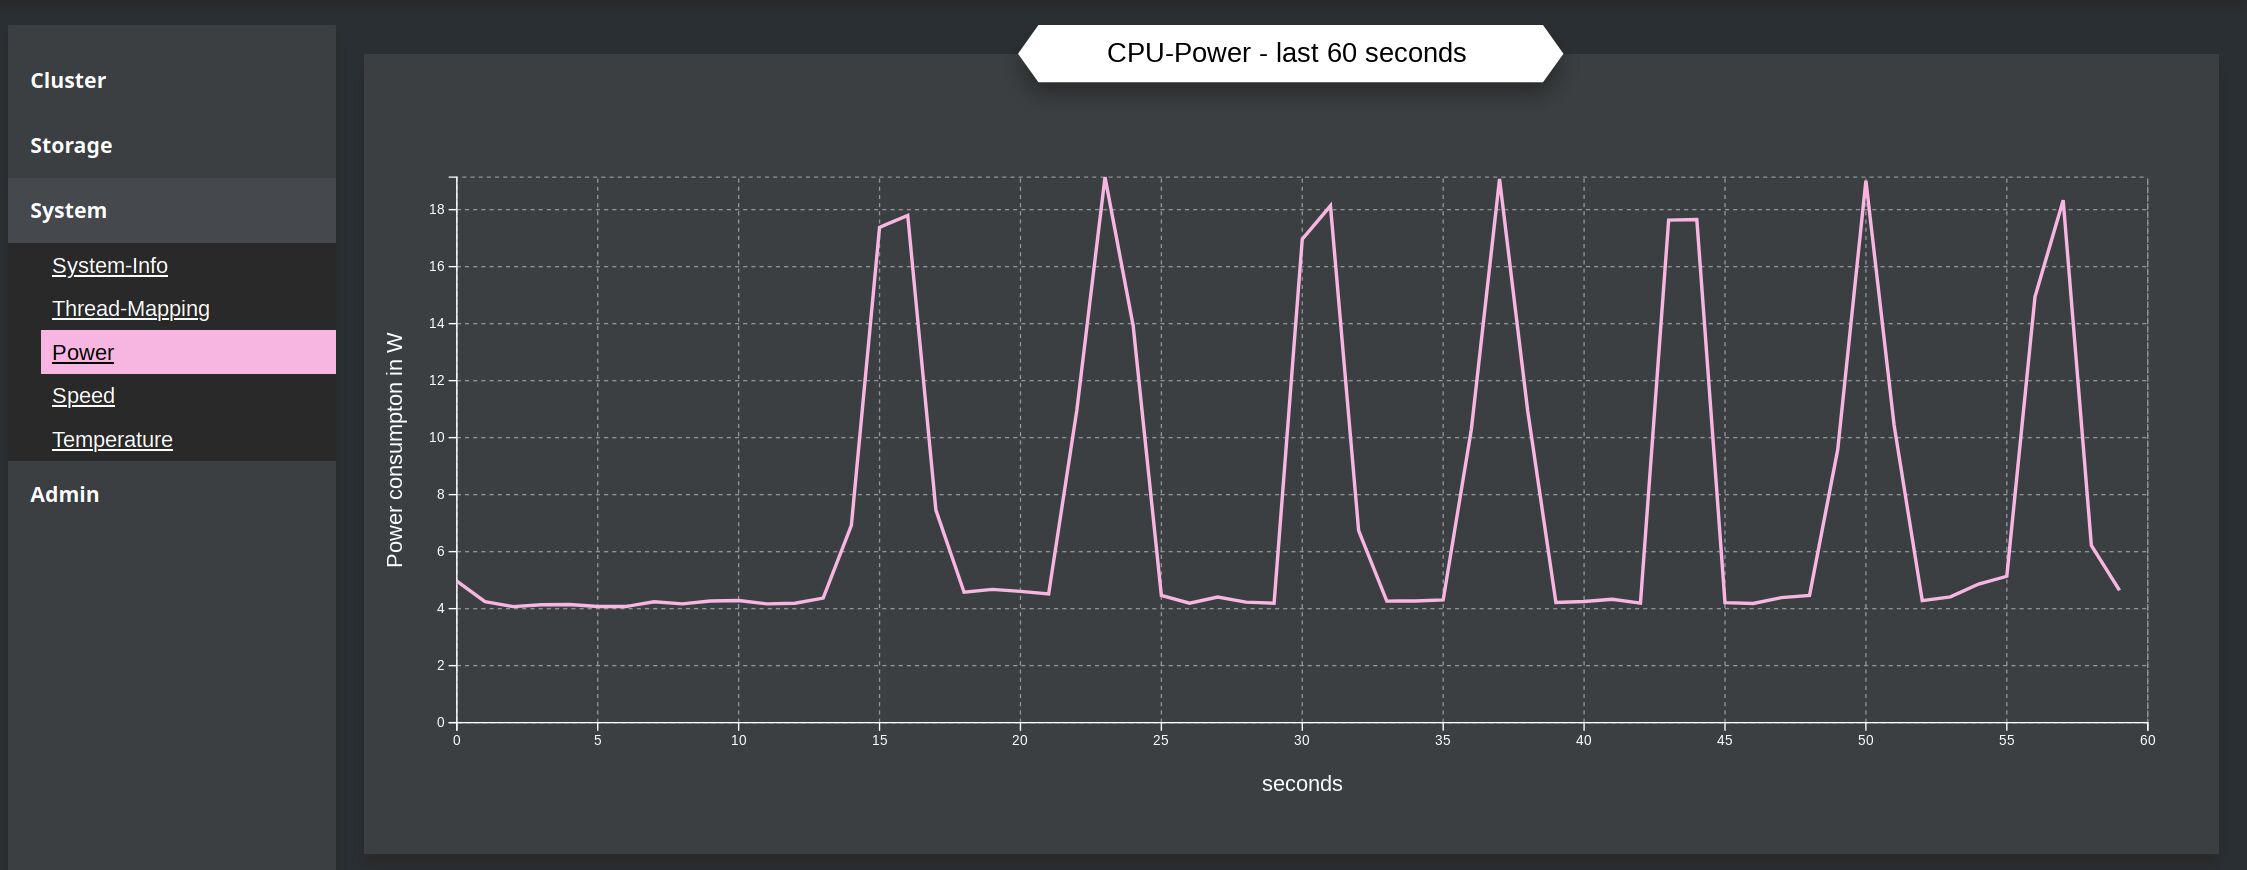 CPU-Power - last 60 seconds
Cluster
Storage
System
System-Info
Thread-Mapping
Power
Speed
Temperature
Admin
Power consumpton in W
18
16
14
12
10
8
6
4
2
0
0 5 10 15 20 25 30 35 40 45 50 55 60
seconds